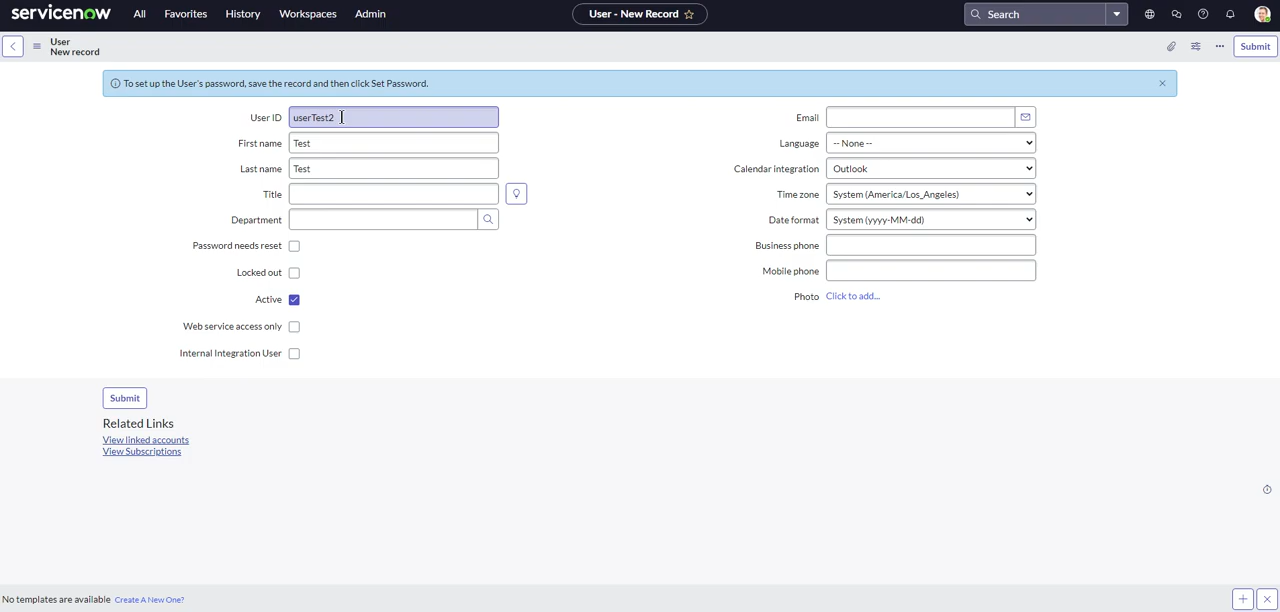 servicenow All Favorites History Workspaces Admin User - New Record Search
User
New record
Submit
To set up the User's password, save the record and then click Set Password.
User ID userTest2
First name Test
Last name Test
Title
Department
Password needs reset
Locked out
Active
Web service access only
Internal Integration User
Email
Language -- None --
Calendar integration Outlook
Time zone System (America/Los_Angeles)
Date format System (yyyy-MM-dd)
Business phone
Mobile phone
Photo Click to add...
Submit
Related Links
View linked accounts
View Subscriptions
No templates are available Create A New One?